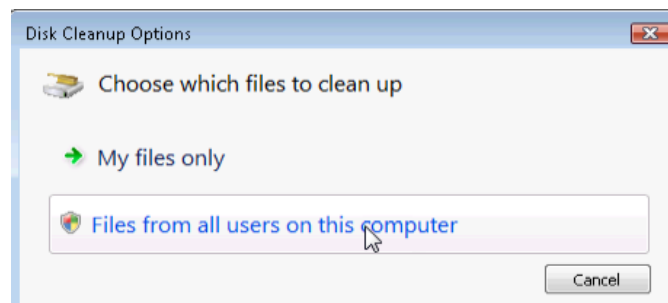 Disk Cleanup Options
Choose which files to clean up
My files only
Files from all users on this computer
Cancel